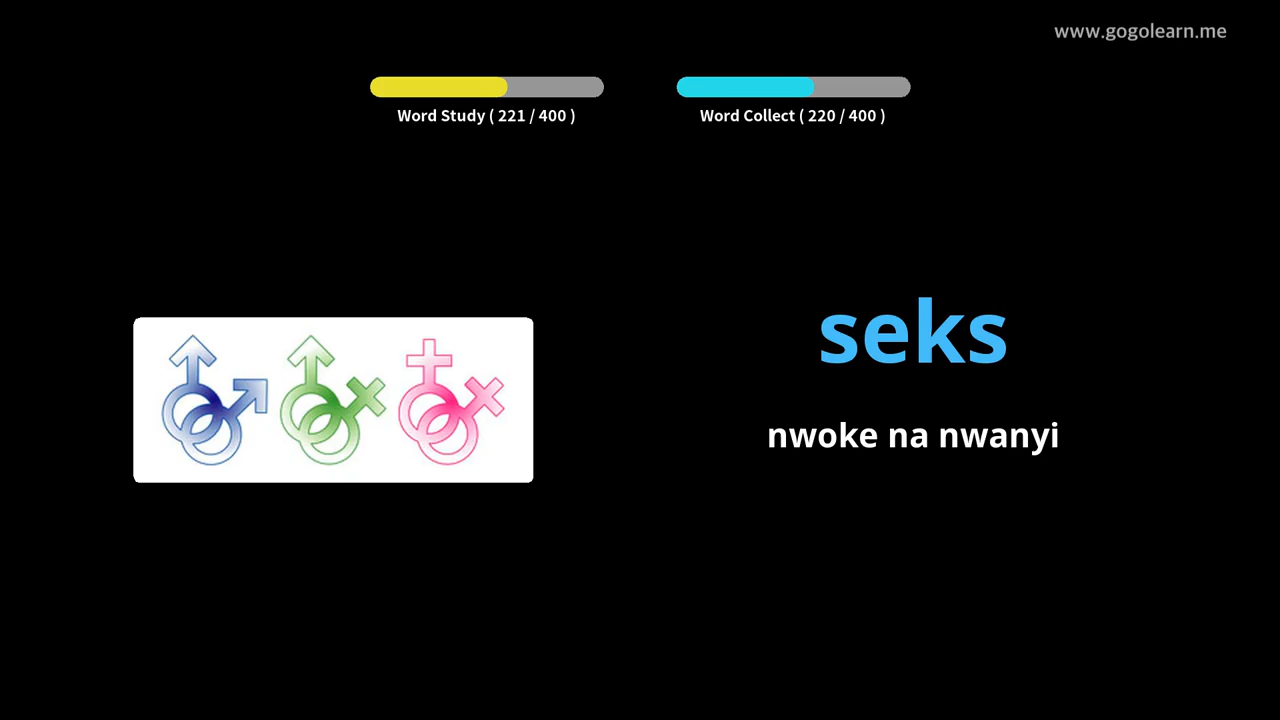 www.gogolearn.me
Word Study ( 221 / 400 )
Word Collect ( 220 / 400 )
seks
nwoke na nwanyi